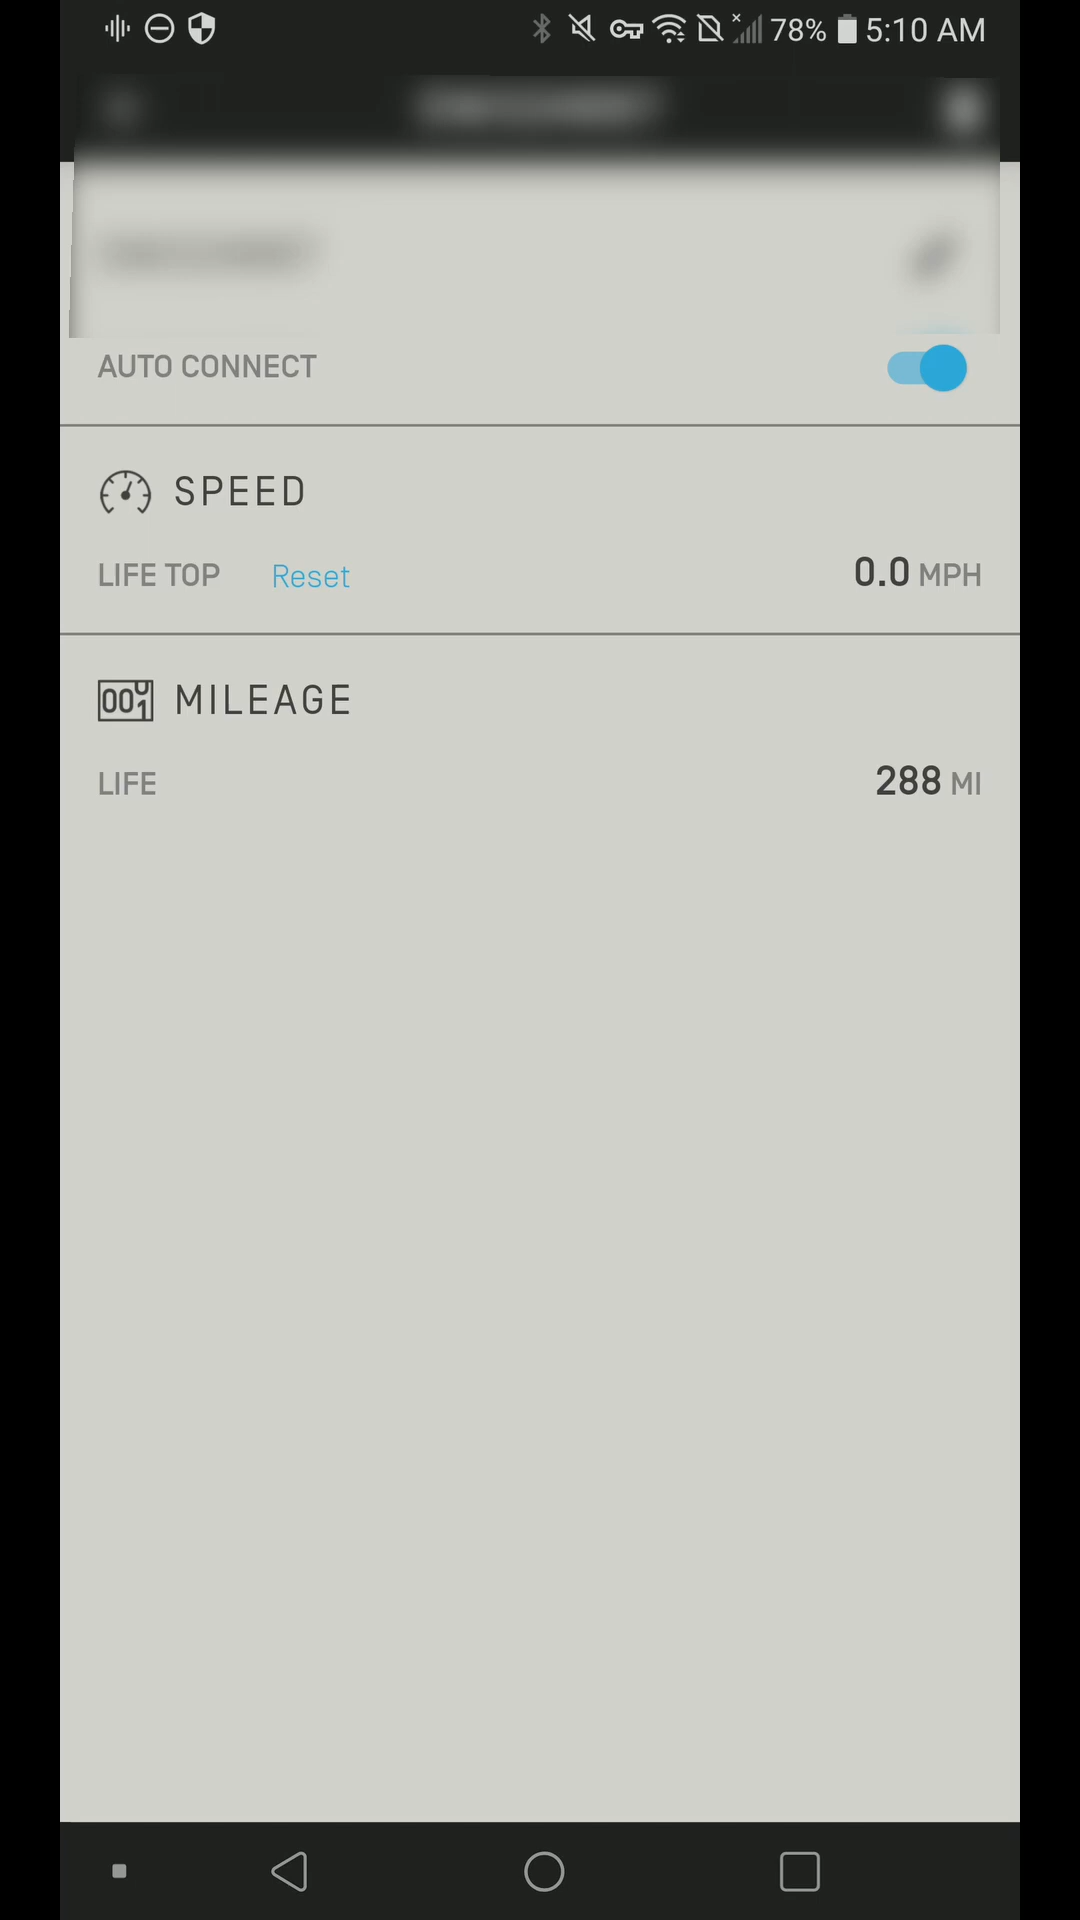 78% 5:10 AM
AUTO CONNECT
SPEED
LIFE TOP Reset 0.0 MPH
001 MILEAGE
LIFE 288 MI